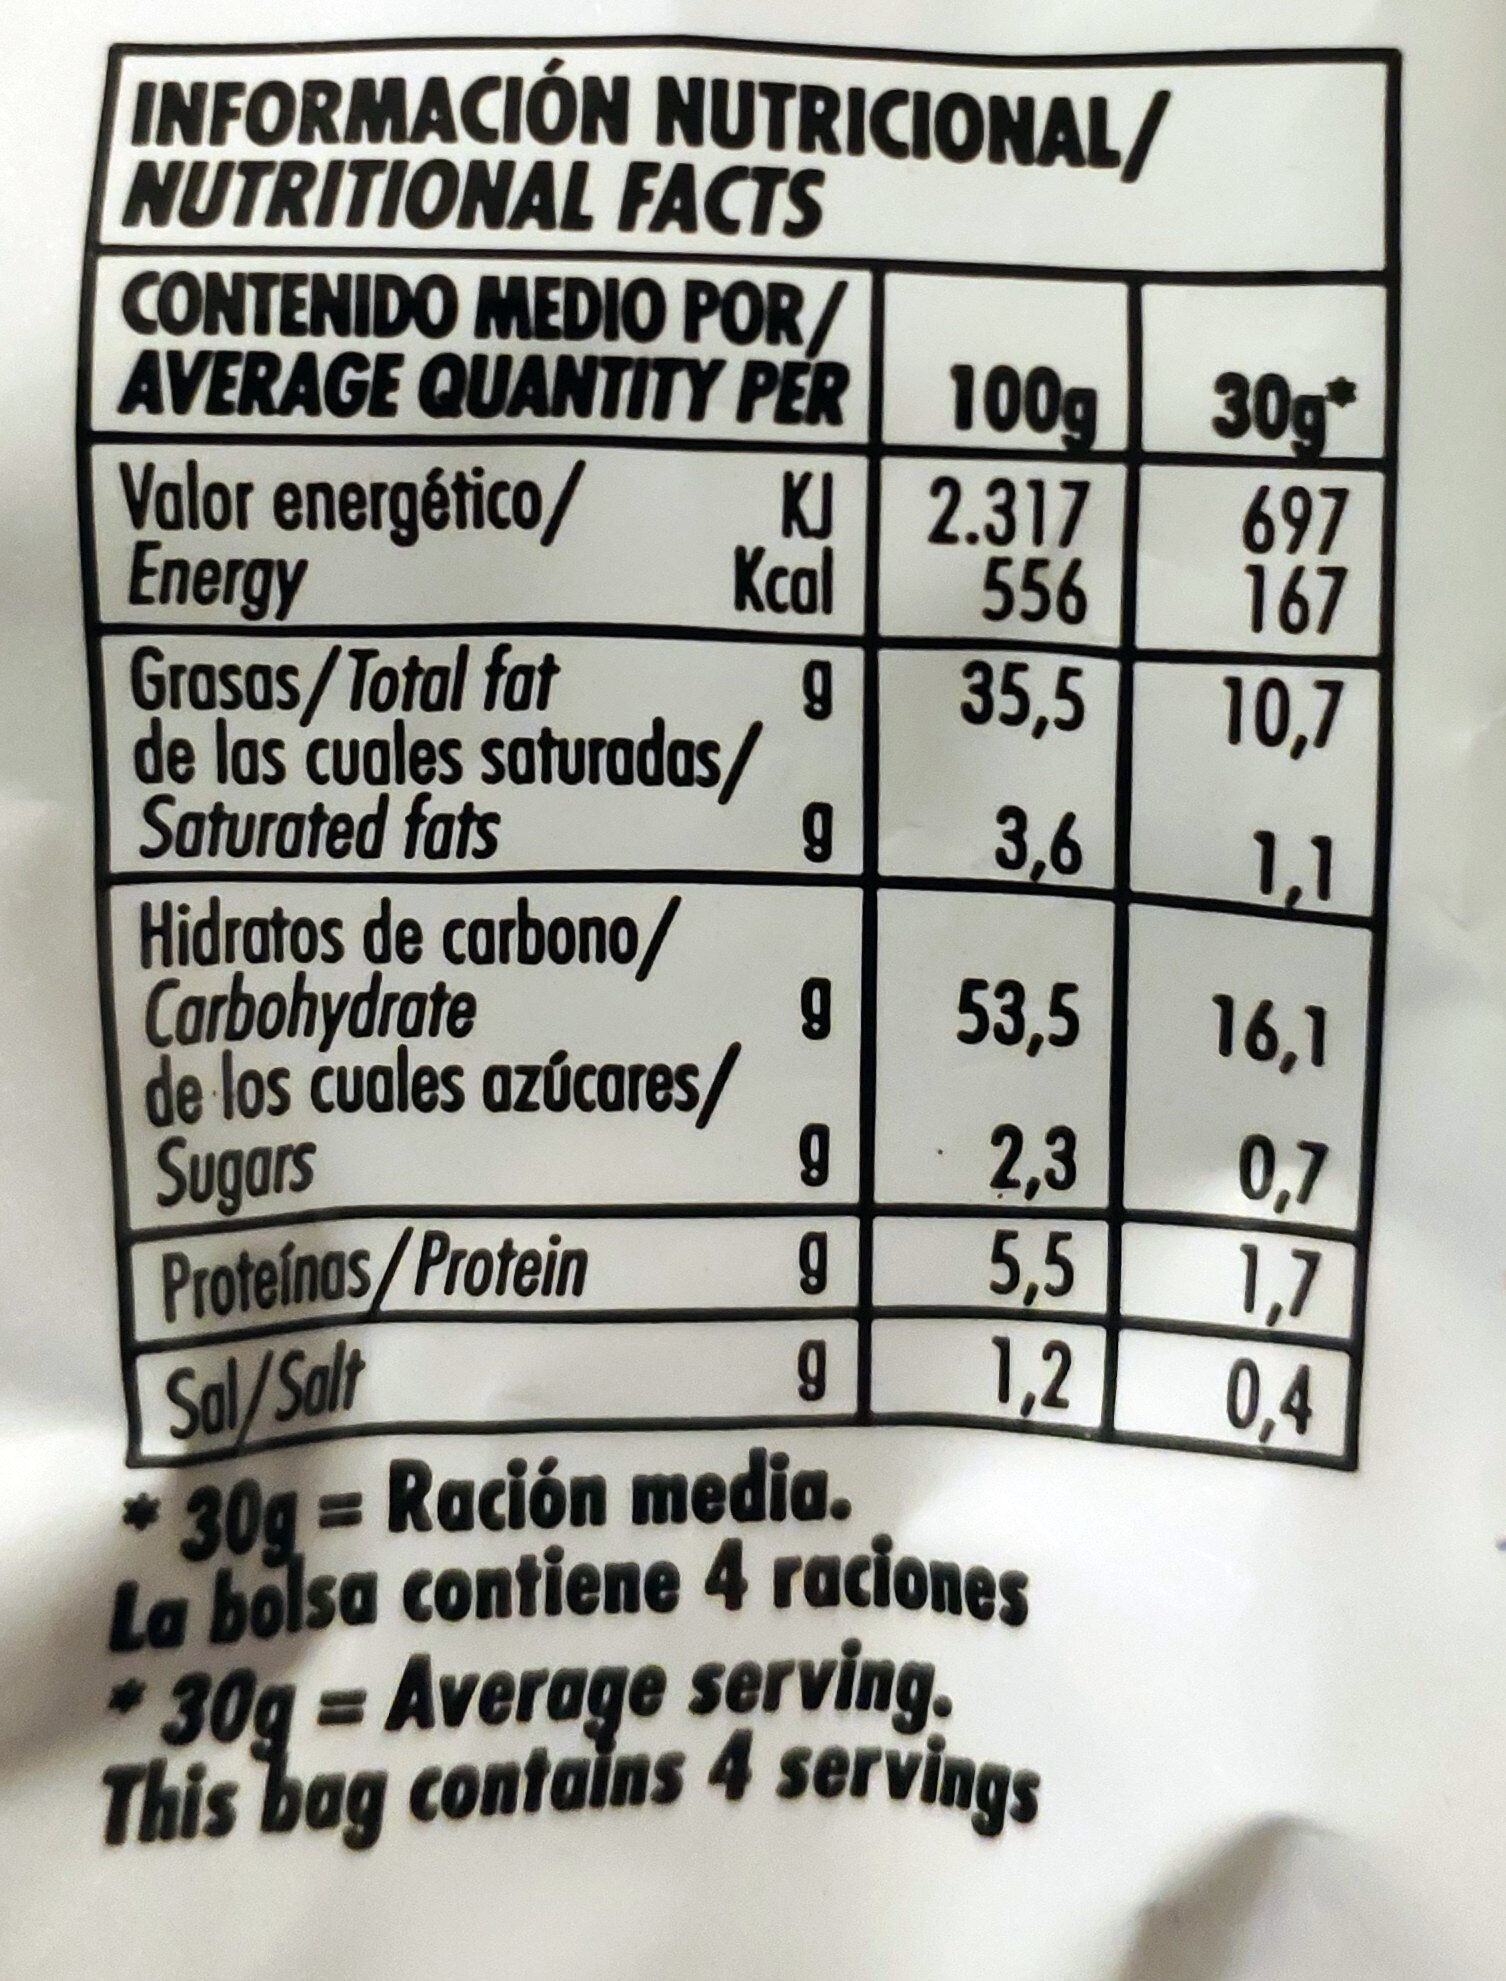 INFORMACIÓN NUTRICIONAL/
NUTRITIONAL FACTS
CONTENIDO MEDIO POR/
AVERAGE QUANTITY PER 100g 30g*
Valor energético/ KJ 2.317 697
Energy Kcal 556 167
Grasas/Total fat g 35,5 10,7
de las cuales saturadas/
Saturated fats g 3,6 1,1
Hidratos de carbono/
Carbohydrate g 53,5 16,1
de los cuales azúcares/
Sugars g 2,3 0,7
Proteínas/Protein g 5,5 1,7
Sal/Salt g 1,2 0,4
* 30g = Ración media.
La bolsa contiene 4 raciones
* 30g = Average serving.
This bag contains 4 servings